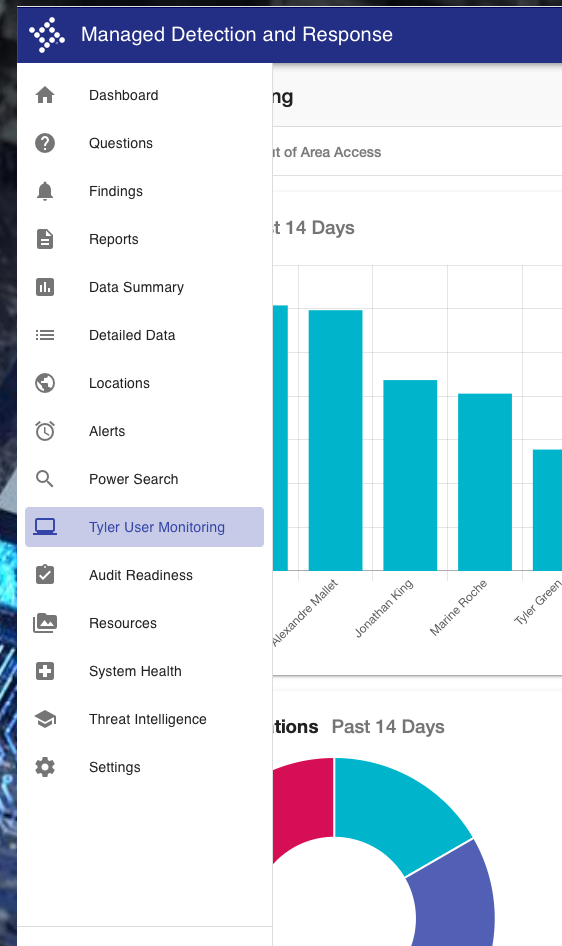 Managed Detection and Response
Dashboard
Questions
Findings
Reports
Data Summary
Detailed Data
Locations
Alerts
Power Search
Tyler User Monitoring
Audit Readiness
Resources
System Health
Threat Intelligence
Settings
ng
t of Area Access
t 14 Days
Alexandre Mallet
Jonathan King
Marine Roche
Tyler Green
tions Past 14 Days